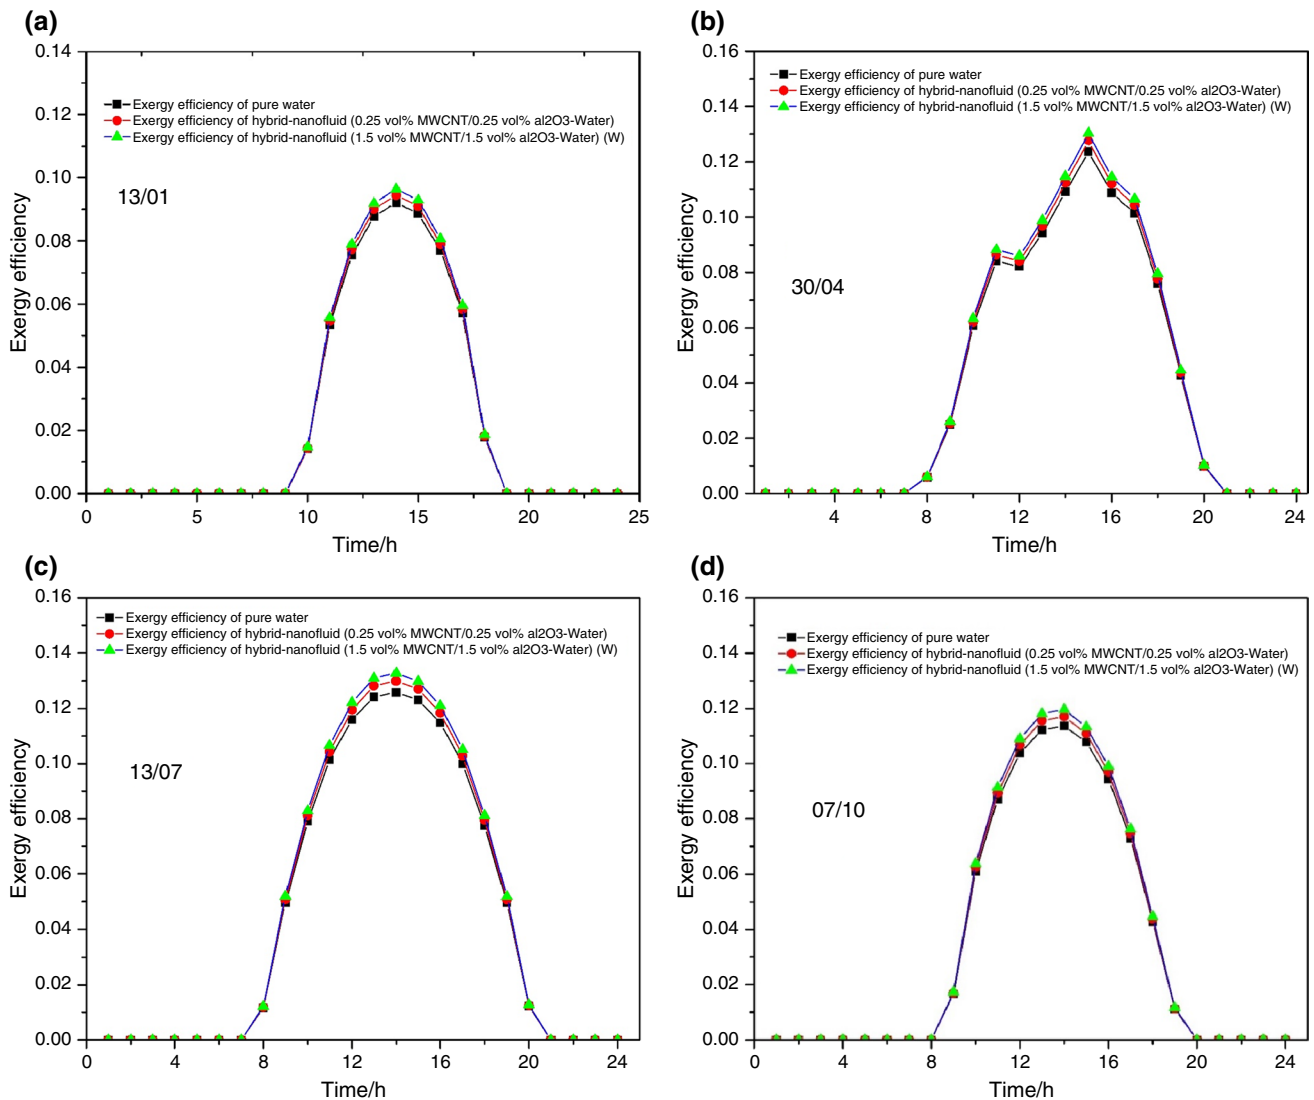 (a)
0.14
0.12
0.10
0.08
0.06
0.04
0.02
0.00
Exergy efficiency
Exergy efficiency of pure water
Exergy efficiency of hybrid-nanofluid (0.25 vol% MWCNT/0.25 vol% al2O3-Water)
Exergy efficiency of hybrid-nanofluid (1.5 vol% MWCNT/1.5 vol% al2O3-Water) (W)
13/01
0 5 10 15 20 25
Time/h
(b)
0.16
0.14
0.12
0.10
0.08
0.06
0.04
0.02
0.00
Exergy efficiency
Exergy efficiency of pure water
Exergy efficiency of hybrid-nanofluid (0.25 vol% MWCNT/0.25 vol% al2O3-Water)
Exergy efficiency of hybrid-nanofluid (1.5 vol% MWCNT/1.5 vol% al2O3-Water) (W)
30/04
4 8 12 16 20 24
Time/h
(c)
0.16
0.14
0.12
0.10
0.08
0.06
0.04
0.02
0.00
Exergy efficiency
Exergy efficiency of pure water
Exergy efficiency of hybrid-nanofluid (0.25 vol% MWCNT/0.25 vol% al2O3-Water)
Exergy efficiency of hybrid-nanofluid (1.5 vol% MWCNT/1.5 vol% al2O3-Water) (W)
13/07
0 4 8 12 16 20 24
Time/h
(d)
0.16
0.14
0.12
0.10
0.08
0.06
0.04
0.02
0.00
Exergy efficiency
Exergy efficiency of pure water
Exergy efficiency of hybrid-nanofluid (0.25 vol% MWCNT/0.25 vol% al2O3-Water)
Exergy efficiency of hybrid-nanofluid (1.5 vol% MWCNT/1.5 vol% al2O3-Water) (W)
07/10
0 4 8 12 16 20 24
Time/h